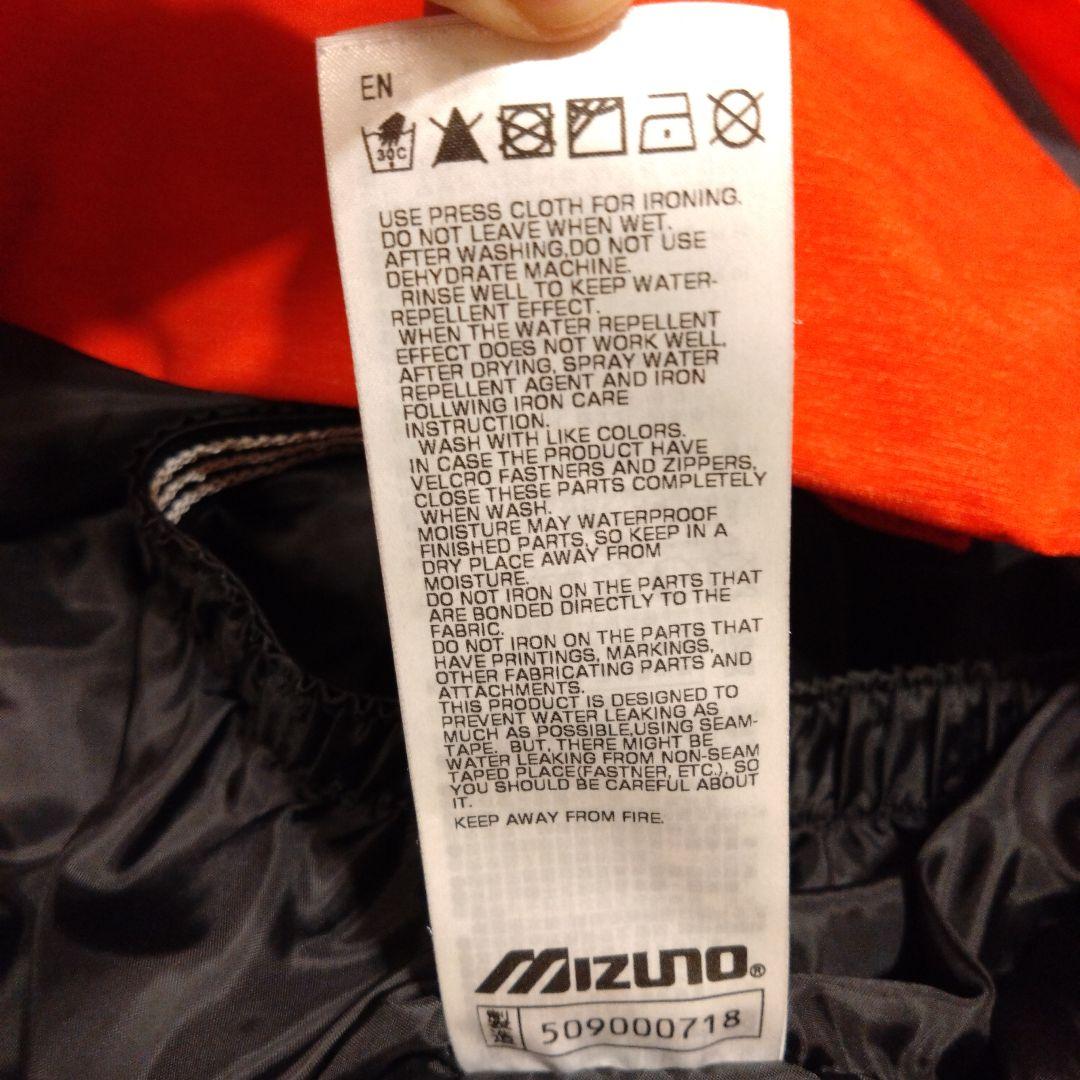 EN
30C
USE PRESS CLOTH FOR IRONING.
DO NOT LEAVE WHEN WET.
AFTER WASHING,DO NOT USE
DEHYDRATE MACHINE.
RINSE WELL TO KEEP WATER-
REPELLENT EFFECT.
WHEN THE WATER REPELLENT
EFFECT DOES NOT WORK WELL,
AFTER DRYING, SPRAY WATER
REPELLENT AGENT AND IRON
FOLLWING IRON CARE
INSTRUCTION.
WASH WITH LIKE COLORS.
IN CASE THE PRODUCT HAVE
VELCRO FASTNERS AND ZIPPERS,
CLOSE THESE PARTS COMPLETELY
WHEN WASH.
MOISTURE MAY WATERPROOF
FINISHED PARTS, SO KEEP IN A
DRY PLACE AWAY FROM
MOISTURE.
DO NOT IRON ON THE PARTS THAT
ARE BONDED DIRECTLY TO THE
FABRIC.
DO NOT IRON ON THE PARTS THAT
HAVE PRINTINGS, MARKINGS,
OTHER FABRICATING PARTS AND
ATTACHMENTS.
THIS PRODUCT IS DESIGNED TO
PREVENT WATER LEAKING AS
MUCH AS POSSIBLE,USING SEAM-
TAPE. BUT, THERE MIGHT BE
WATER LEAKING FROM NON-SEAM
TAPED PLACE(FASTNER, ETC.), SO
YOU SHOULD BE CAREFUL ABOUT
IT.
KEEP AWAY FROM FIRE.
MIZUNO®
509000718